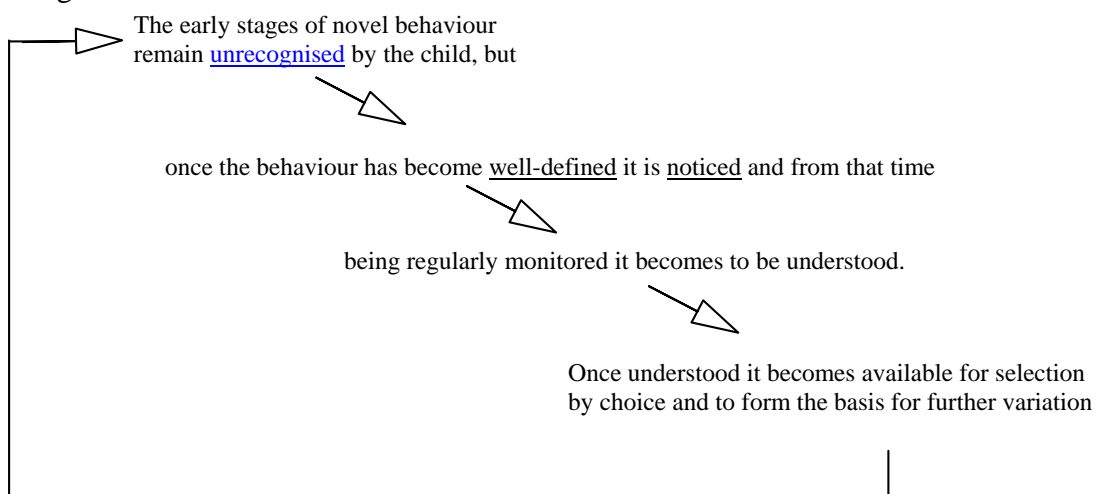 The early stages of novel behaviour
remain unrecognised by the child, but
once the behaviour has become well-defined it is noticed and from that time
being regularly monitored it becomes to be understood.
Once understood it becomes available for selection
by choice and to form the basis for further variation